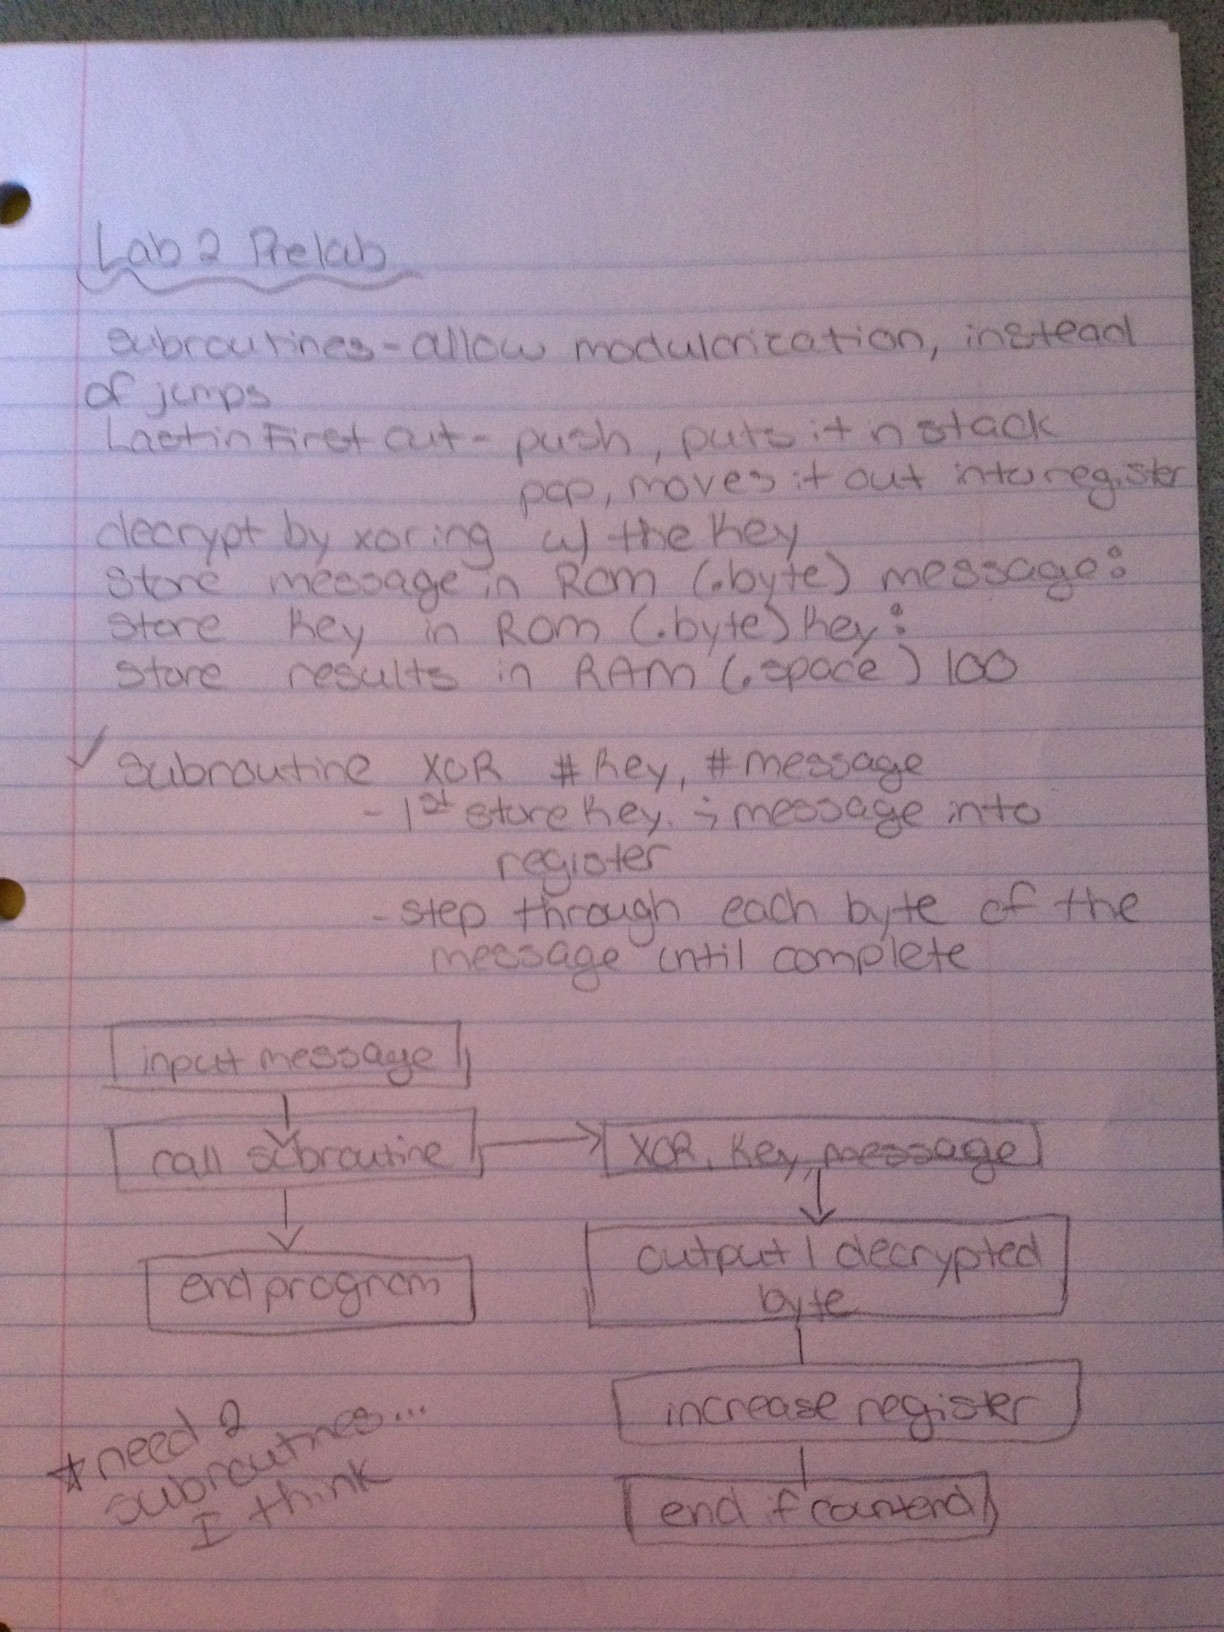 Lab 2 Prelab
subroutines - allow modularization, instead
of jumps
Last in First out - push, puts it n stack
pop, moves it out into register
decrypt by xoring w/ the key
store message in ROM (.byte) message:
store key in ROM (.byte) key:
store results in RAM (.space) 100
✓ subroutine XOR #key, #message
- 1st store key & message into
register
- step through each byte of the
message until complete
input message
call subroutine
XOR, key, message
output 1 decrypted
byte
end program
increase register
end if
* need 2
subroutines...
I think